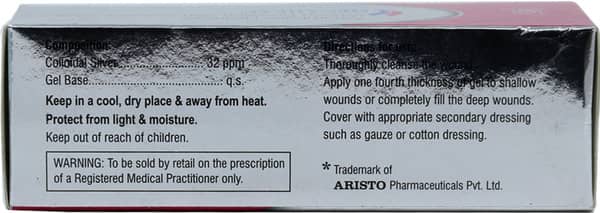 Composition:
Colloidal Silver........................ 32 ppm
Gel Base.................................... q.s.
Keep in a cool, dry place & away from heat.
Protect from light & moisture.
Keep out of reach of children.
WARNING: To be sold by retail on the prescription
of a Registered Medical Practitioner only.
Directions for use:
Thoroughly cleanse the wound.
Apply one fourth thickness of gel to shallow
wounds or completely fill the deep wounds.
Cover with appropriate secondary dressing
such as gauze or cotton dressing.
* Trademark of
ARISTO Pharmaceuticals Pvt. Ltd.